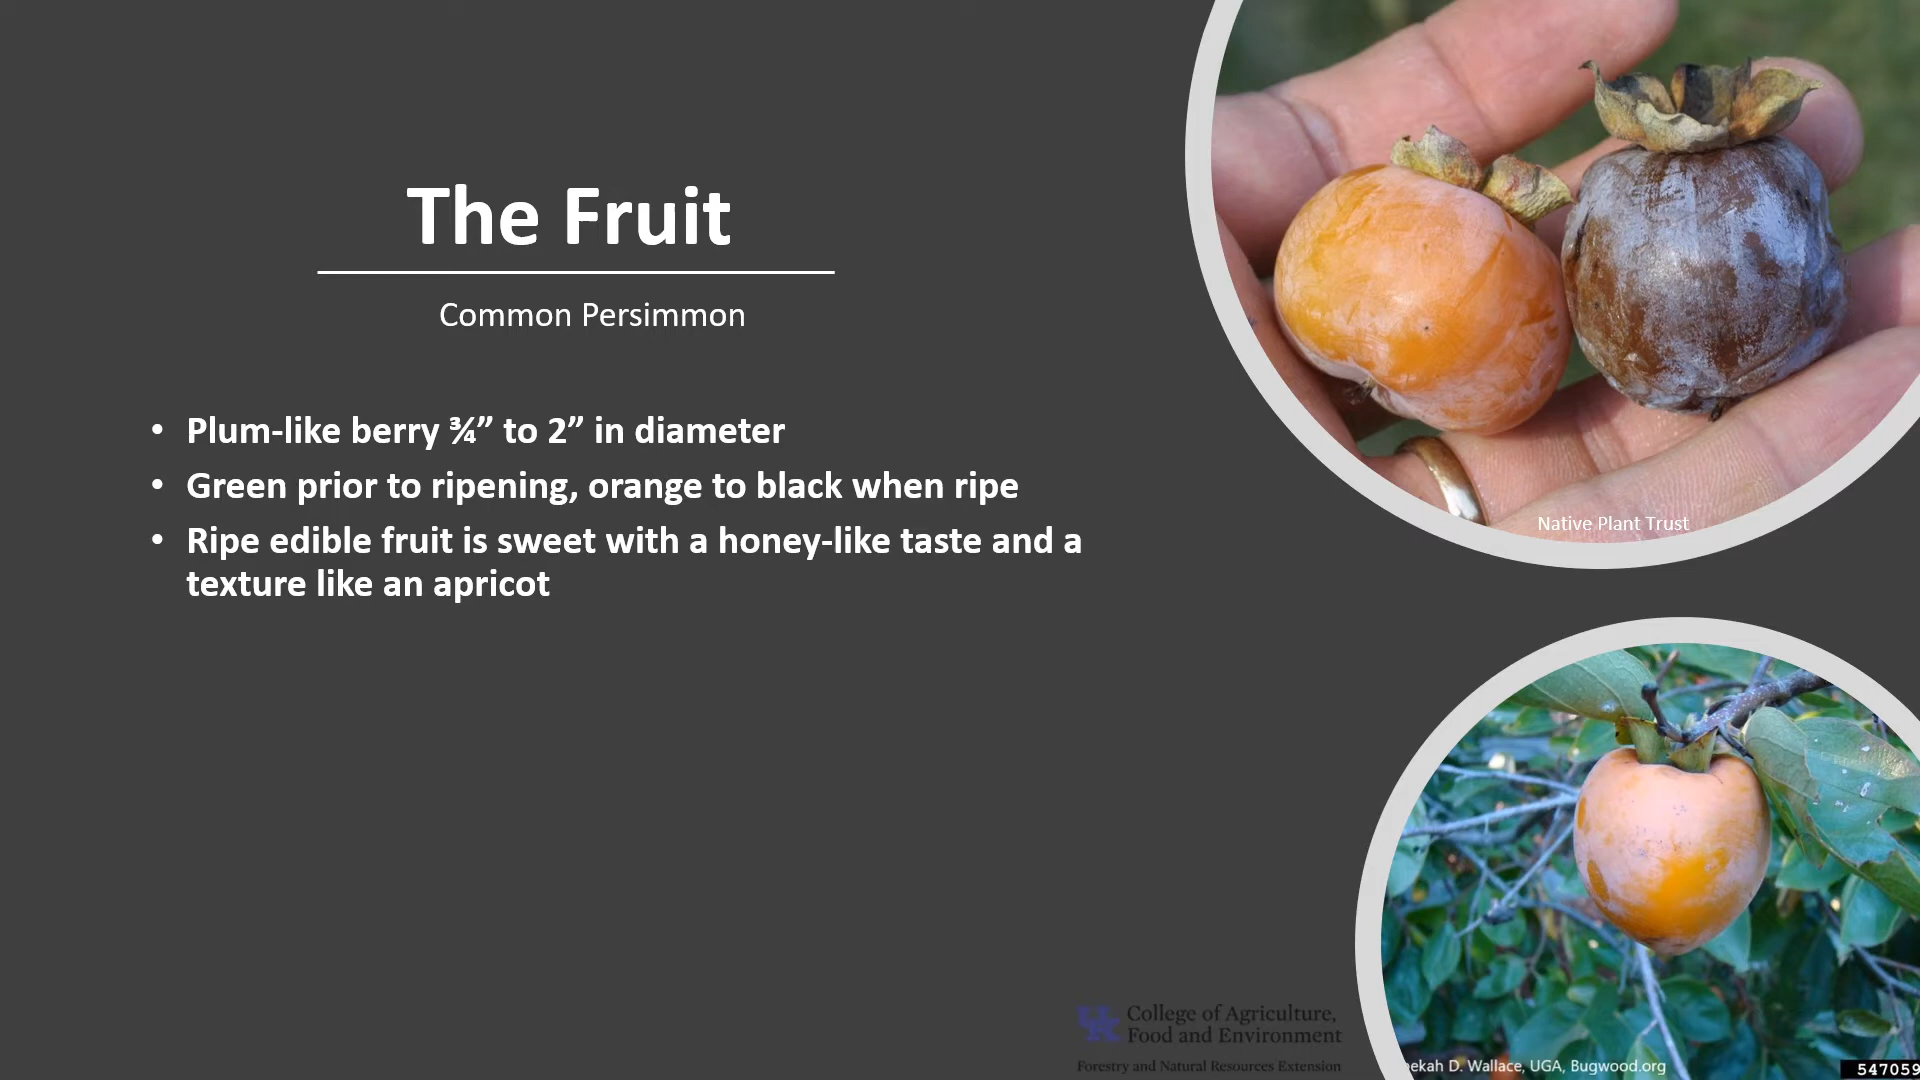 The Fruit
Common Persimmon
• Plum-like berry ¾” to 2” in diameter
• Green prior to ripening, orange to black when ripe
• Ripe edible fruit is sweet with a honey-like taste and a
texture like an apricot
Native Plant Trust
UK College of Agriculture,
Food and Environment
Forestry and Natural Resources Extension
D. Wallace, UGA, Bugwood.org
547059